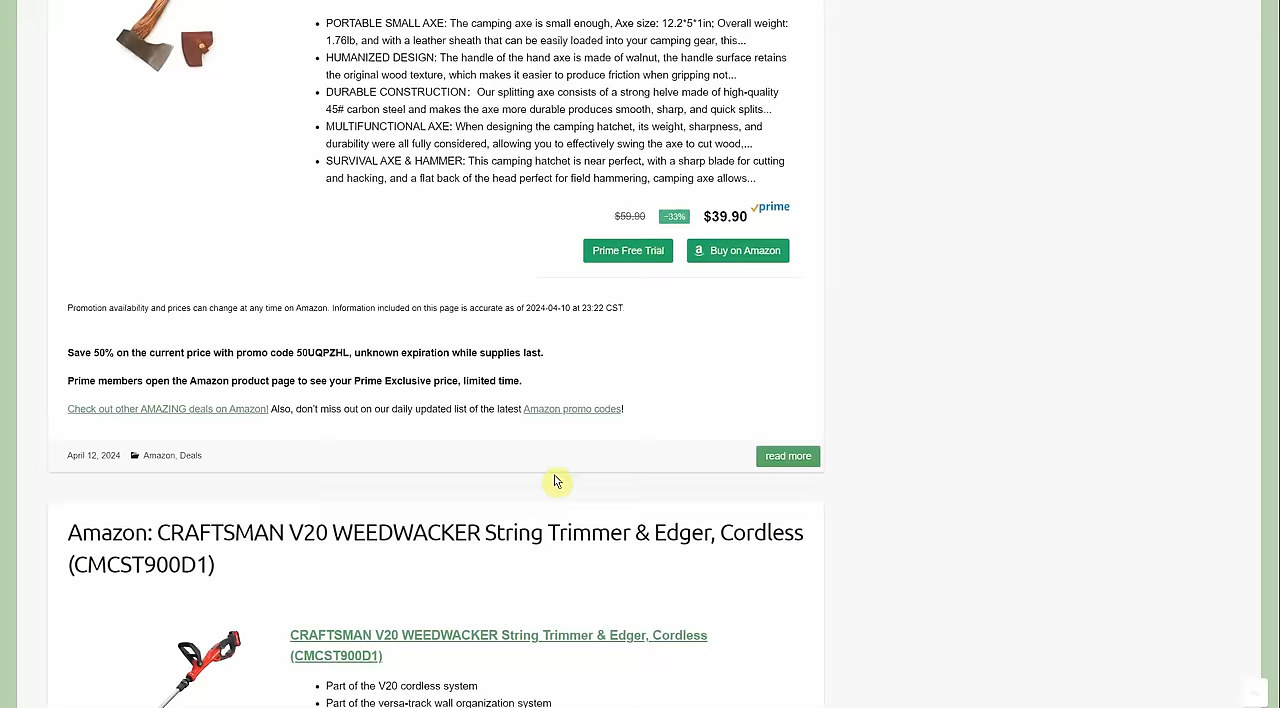 PORTABLE SMALL AXE: The camping axe is small enough, Axe size: 12.2*5*1in; Overall weight:
1.76lb, and with a leather sheath that can be easily loaded into your camping gear, this...
HUMANIZED DESIGN: The handle of the hand axe is made of walnut, the handle surface retains
the original wood texture, which makes it easier to produce friction when gripping not...
DURABLE CONSTRUCTION：Our splitting axe consists of a strong helve made of high-quality
45# carbon steel and makes the axe more durable produces smooth, sharp, and quick splits...
MULTIFUNCTIONAL AXE: When designing the camping hatchet, its weight, sharpness, and
durability were all fully considered, allowing you to effectively swing the axe to cut wood,...
SURVIVAL AXE & HAMMER: This camping hatchet is near perfect, with a sharp blade for cutting
and hacking, and a flat back of the head perfect for field hammering, camping axe allows...
$59.90 −33% $39.90 prime
Prime Free Trial Buy on Amazon
Promotion availability and prices can change at any time on Amazon. Information included on this page is accurate as of 2024-04-10 at 23:22 CST.
Save 50% on the current price with promo code 50UQPZHL, unknown expiration while supplies last.
Prime members open the Amazon product page to see your Prime Exclusive price, limited time.
Check out other AMAZING deals on Amazon! Also, don't miss out on our daily updated list of the latest Amazon promo codes!
April 12, 2024 Amazon, Deals read more
Amazon: CRAFTSMAN V20 WEEDWACKER String Trimmer & Edger, Cordless
(CMCST900D1)
CRAFTSMAN V20 WEEDWACKER String Trimmer & Edger, Cordless
(CMCST900D1)
Part of the V20 cordless system
Part of the versa-track wall organization system